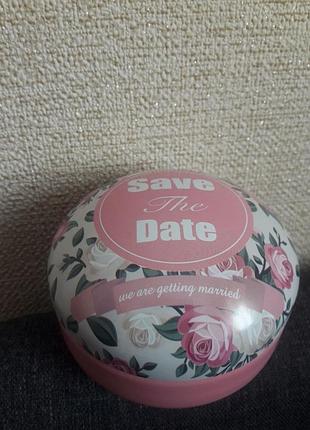 Save
The
Date
we are getting married